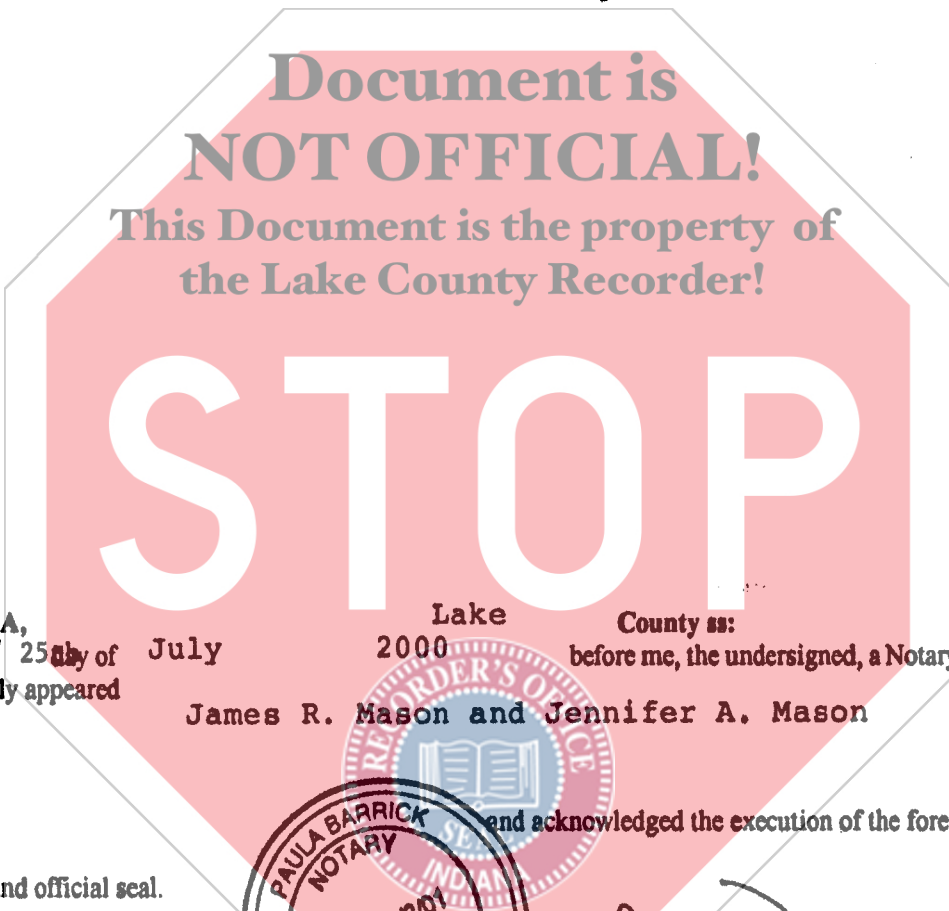 Document is
NOT OFFICIAL!
This Document is the property of
the Lake County Recorder!
STOP
A, Lake County ss:
25th day of July 2000 before me, the undersigned, a Notary
ly appeared
James R. Mason and Jennifer A. Mason
RECORDER'S OFFICE
SEAL
INDIANA
and acknowledged the execution of the fore
PAULA BARRICK
NOTARY
nd official seal.